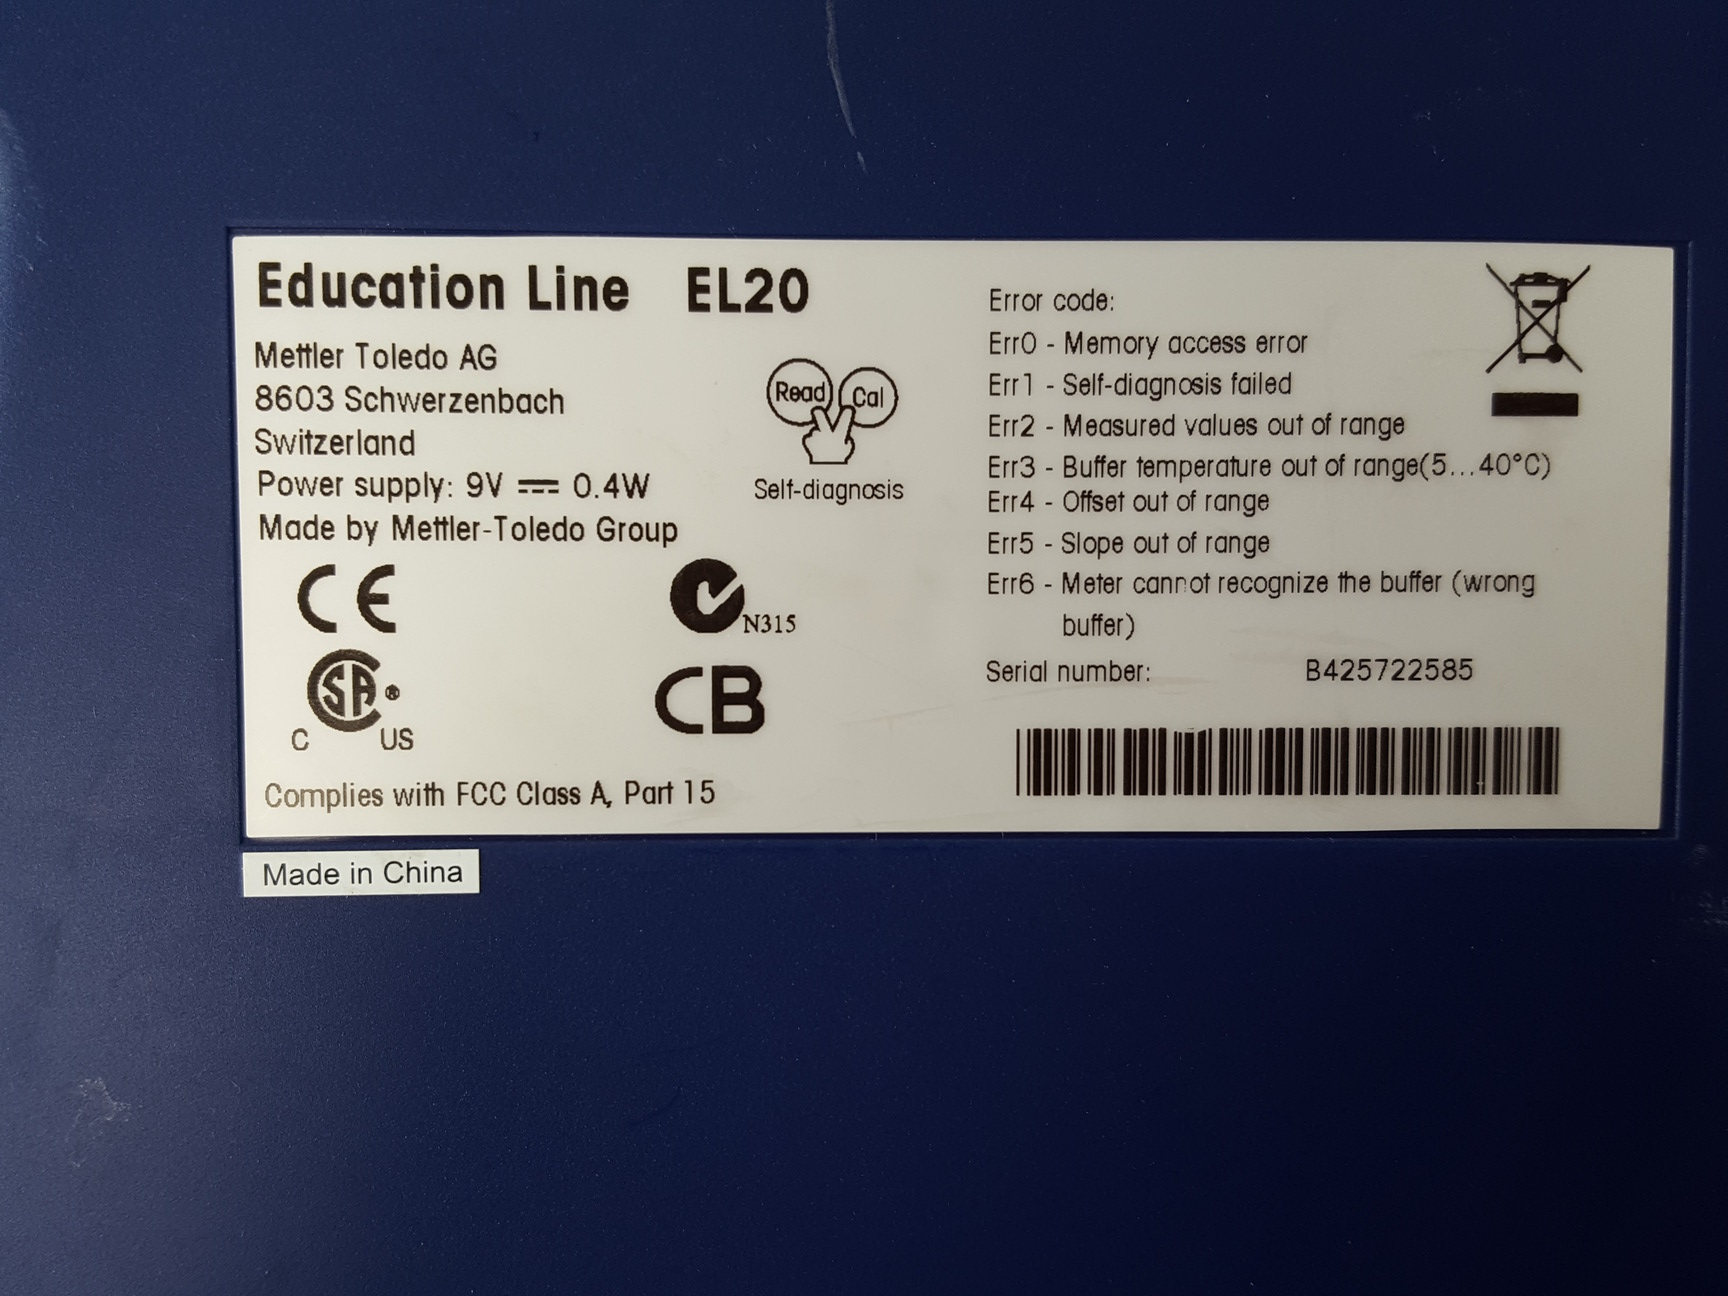 Education Line EL20
Mettler Toledo AG
8603 Schwerzenbach
Switzerland
Power supply: 9V ⎓ 0.4W
Made by Mettler-Toledo Group
Read Cal
Self-diagnosis
CE
N315
SA®
C US
CB
Complies with FCC Class A, Part 15
Error code:
Err0 - Memory access error
Err1 - Self-diagnosis failed
Err2 - Measured values out of range
Err3 - Buffer temperature out of range(5...40°C)
Err4 - Offset out of range
Err5 - Slope out of range
Err6 - Meter cannot recognize the buffer (wrong
buffer)
Serial number: B425722585
Made in China